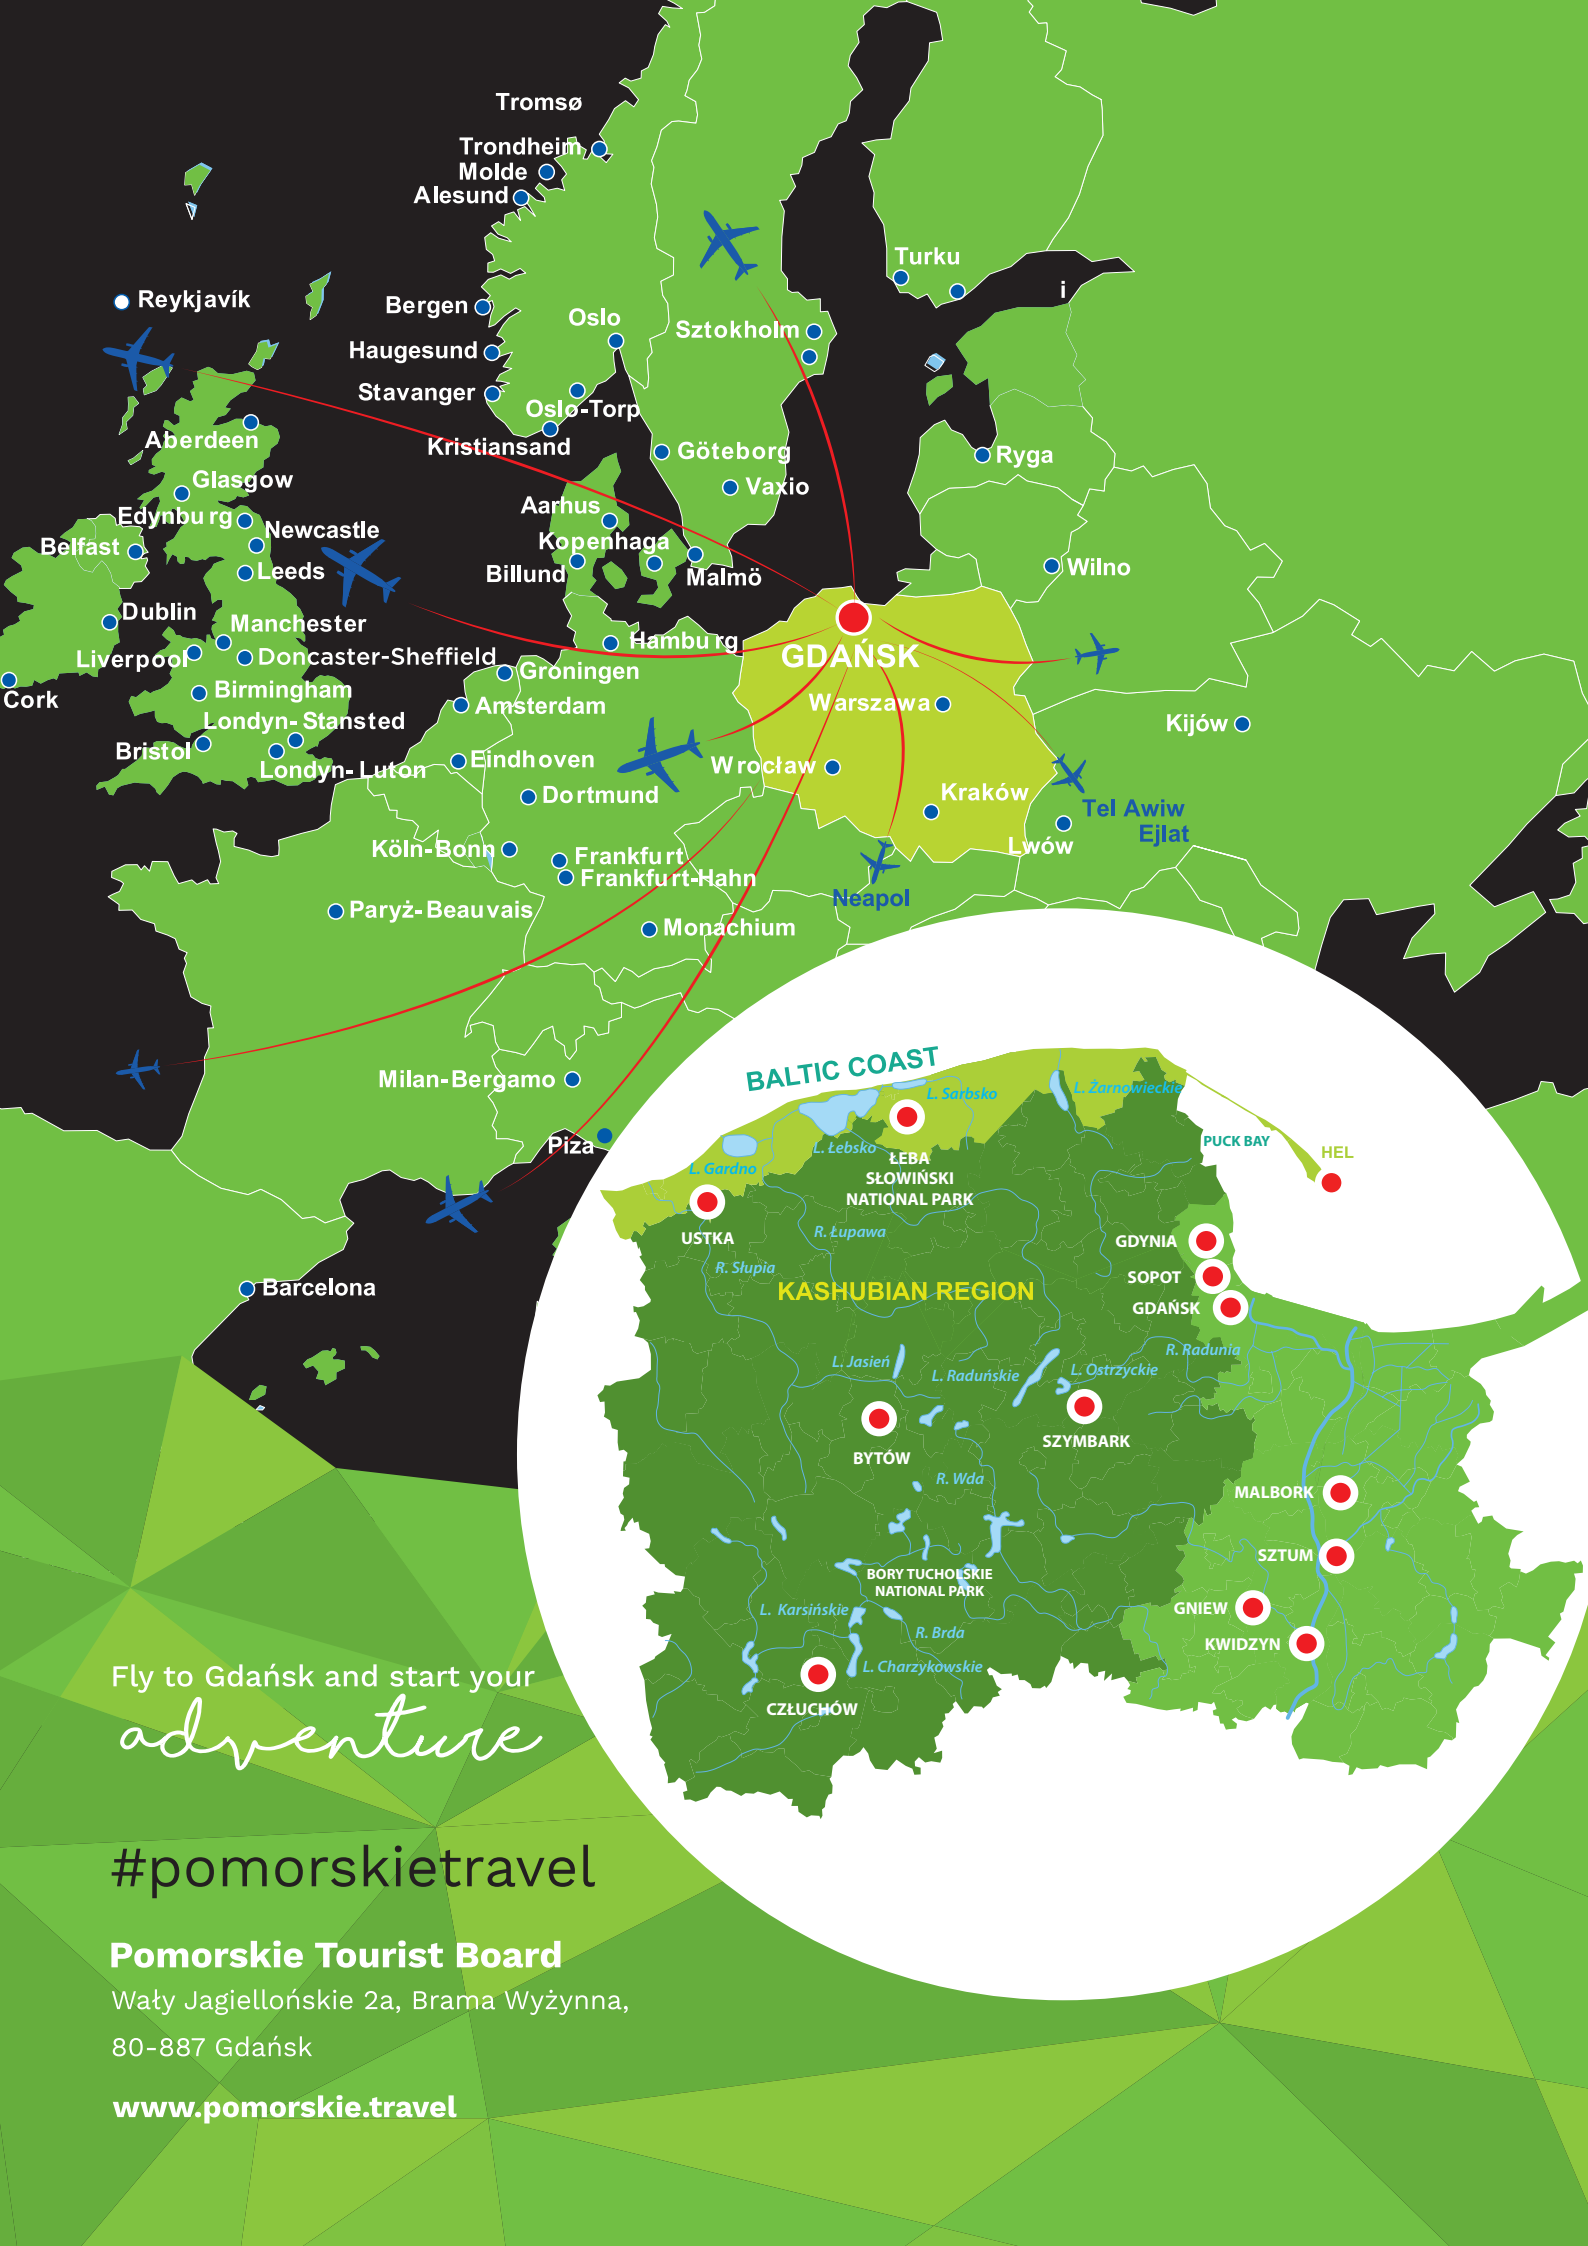 Tromsø
Trondheim
Molde
Alesund
Turku
i
Reykjavík
Bergen
Oslo
Sztokholm
Haugesund
Stavanger
Oslo-Torp
Aberdeen
Kristiansand
Göteborg
Ryga
Glasgow
Vaxio
Aarhus
Edynburg
Newcastle
Kopenhaga
Belfast
Leeds
Billund
Malmö
Wilno
Dublin
Manchester
Hamburg
Liverpool
Doncaster-Sheffield
GDAŃSK
Groningen
Cork
Birmingham
Amsterdam
Warszawa
Londyn-Stansted
Kijów
Bristol
Londyn-Luton
Eindhoven
Wrocław
Dortmund
Kraków
Tel Awiw
Ejlat
Köln-Bonn
Frankfurt
Lwów
Frankfurt-Hahn
Neapol
Paryż-Beauvais
Monachium
Milan-Bergamo
Piza
Barcelona
BALTIC COAST
L. Sarbsko
L. Żarnowieckie
PUCK BAY
HEL
L. Łebsko
ŁEBA
SŁOWIŃSKI
NATIONAL PARK
L. Gardno
USTKA
R. Łupawa
GDYNIA
R. Słupia
SOPOT
KASHUBIAN REGION
GDAŃSK
R. Radunia
L. Jasień
L. Raduńskie
L. Ostrzyckie
SZYMBARK
BYTÓW
R. Wda
MALBORK
SZTUM
BORY TUCHOLSKIE
NATIONAL PARK
L. Karsińskie
GNIEW
R. Brda
KWIDZYN
L. Charzykowskie
CZŁUCHÓW
Fly to Gdańsk and start your
adventure
#pomorskietravel
Pomorskie Tourist Board
Wały Jagiellońskie 2a, Brama Wyżynna,
80-887 Gdańsk
www.pomorskie.travel